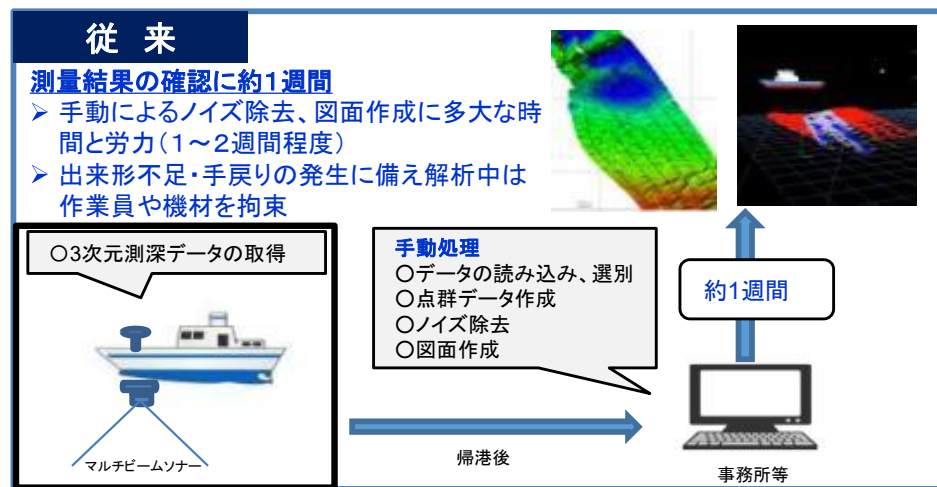 従 来
測量結果の確認に約1週間
➢ 手動によるノイズ除去、図面作成に多大な時
間と労力（1～2週間程度）
➢ 出来形不足・手戻りの発生に備え解析中は
作業員や機材を拘束
〇3次元測深データの取得
マルチビームソナー
手動処理
〇データの読み込み、選別
〇点群データ作成
〇ノイズ除去
〇図面作成
約1週間
帰港後
事務所等